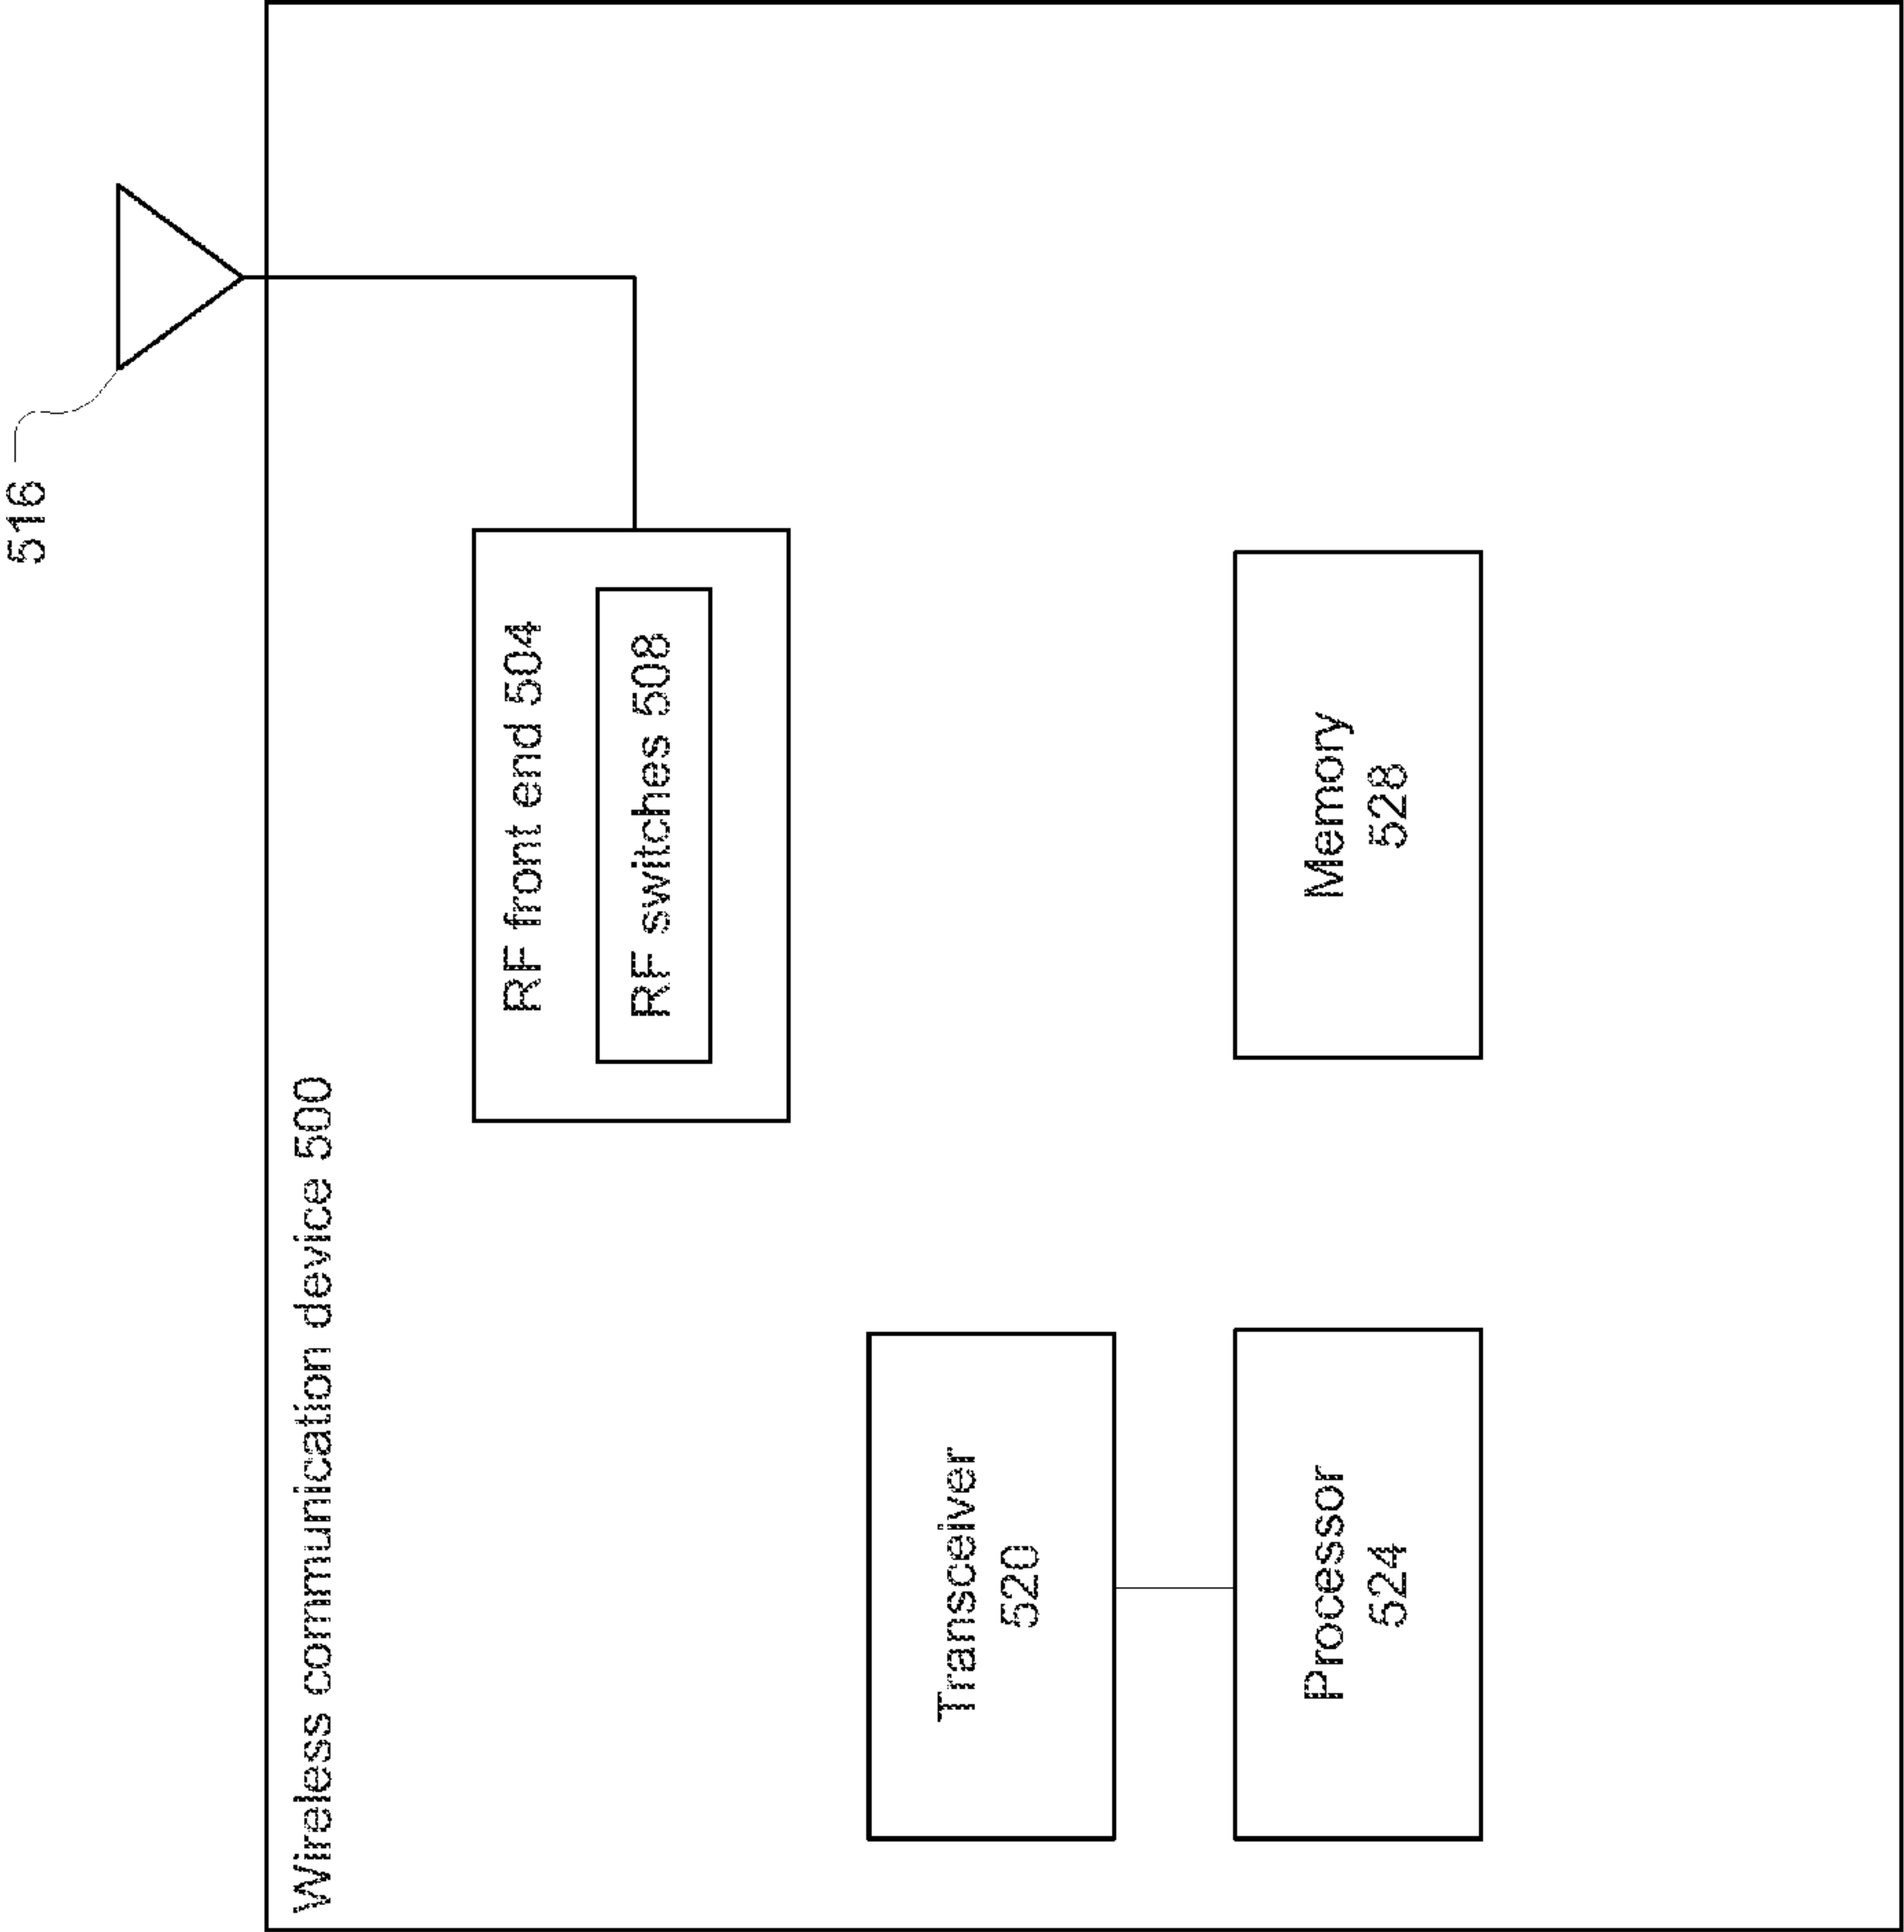 516
Wireless communication device 500
RF front end 504
RF switches 508
Transceiver
520
Processor
524
Memory
528